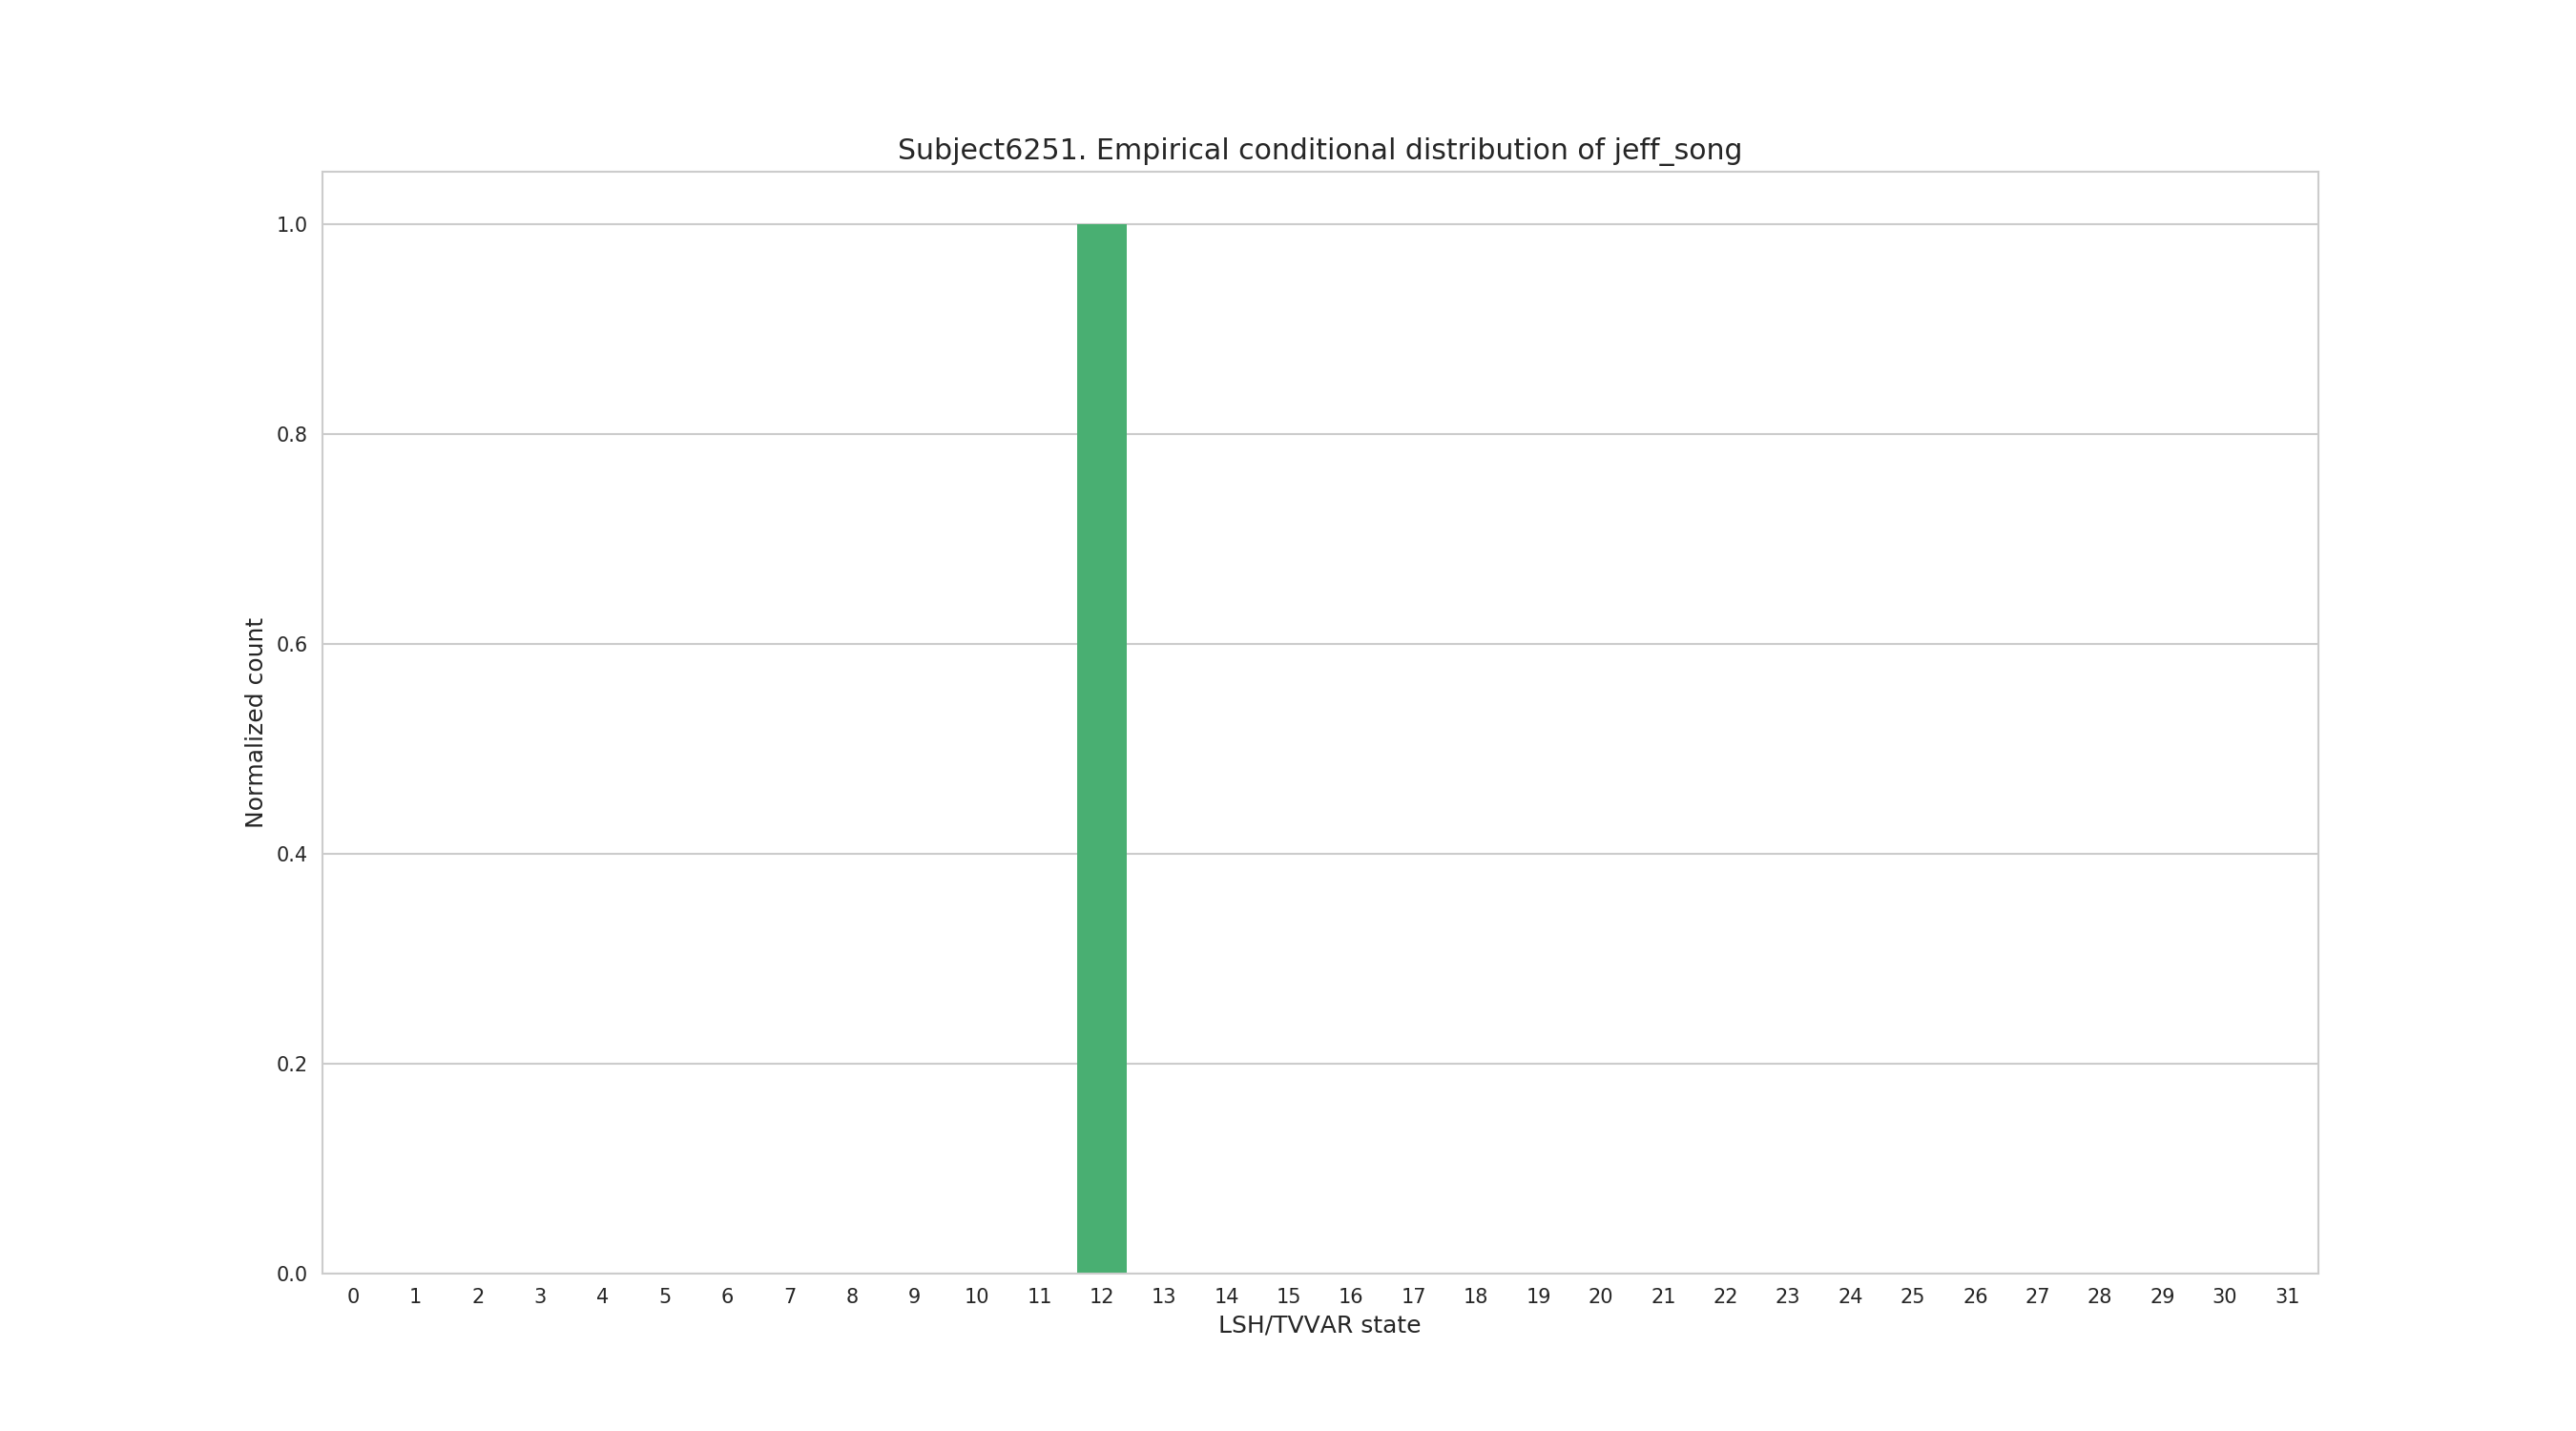 Subject6251. Empirical conditional distribution of jeff_song
1.0
0.8
0.6
0.4
0.2
0.0
Normalized count
0 1 2 3 4 5 6 7 8 9 10 11 12 13 14 15 16 17 18 19 20 21 22 23 24 25 26 27 28 29 30 31
LSH/TVVAR state